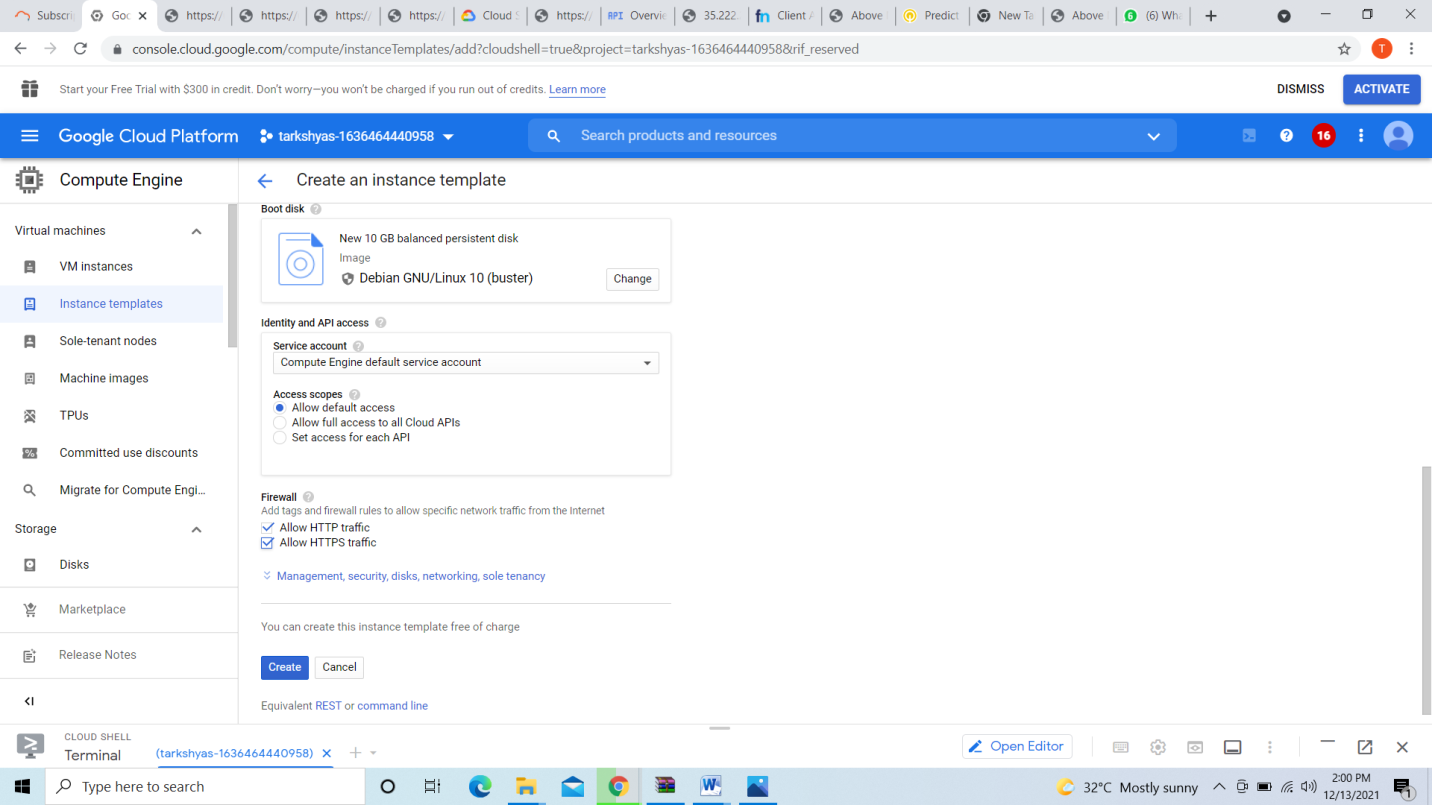 Subscri
Goo
https:/
https:/
https:/
https:/
Cloud S
https:/
API Overvie
35.222.
fn Client A
Above
Predict
New Ta
Above
6 (6) Wha
console.cloud.google.com/compute/instanceTemplates/add?cloudshell=true&project=tarkshyas-1636464440958&rif_reserved
T
Start your Free Trial with $300 in credit. Don't worry—you won't be charged if you run out of credits. Learn more
DISMISS
ACTIVATE
Google Cloud Platform
tarkshyas-1636464440958
Search products and resources
16
Compute Engine
Create an instance template
Virtual machines
VM instances
Instance templates
Sole-tenant nodes
Machine images
TPUs
Committed use discounts
Migrate for Compute Engi...
Storage
Disks
Marketplace
Release Notes
Boot disk
New 10 GB balanced persistent disk
Image
Debian GNU/Linux 10 (buster)
Change
Identity and API access
Service account
Compute Engine default service account
Access scopes
Allow default access
Allow full access to all Cloud APIs
Set access for each API
Firewall
Add tags and firewall rules to allow specific network traffic from the Internet
Allow HTTP traffic
Allow HTTPS traffic
Management, security, disks, networking, sole tenancy
You can create this instance template free of charge
Create
Cancel
Equivalent REST or command line
CLOUD SHELL
Terminal
(tarkshyas-1636464440958)
Open Editor
Type here to search
32°C Mostly sunny
2:00 PM
12/13/2021
1